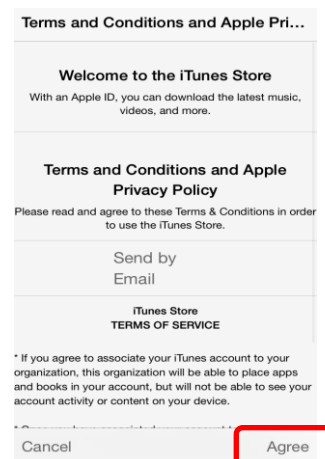 Terms and Conditions and Apple Pri...
Welcome to the iTunes Store
With an Apple ID, you can download the latest music,
videos, and more.
Terms and Conditions and Apple
Privacy Policy
Please read and agree to these Terms & Conditions in order
to use the iTunes Store.
Send by
Email
iTunes Store
TERMS OF SERVICE
* If you agree to associate your iTunes account to your
organization, this organization will be able to place apps
and books in your account, but will not be able to see your
account activity or content on your device.
Cancel
Agree